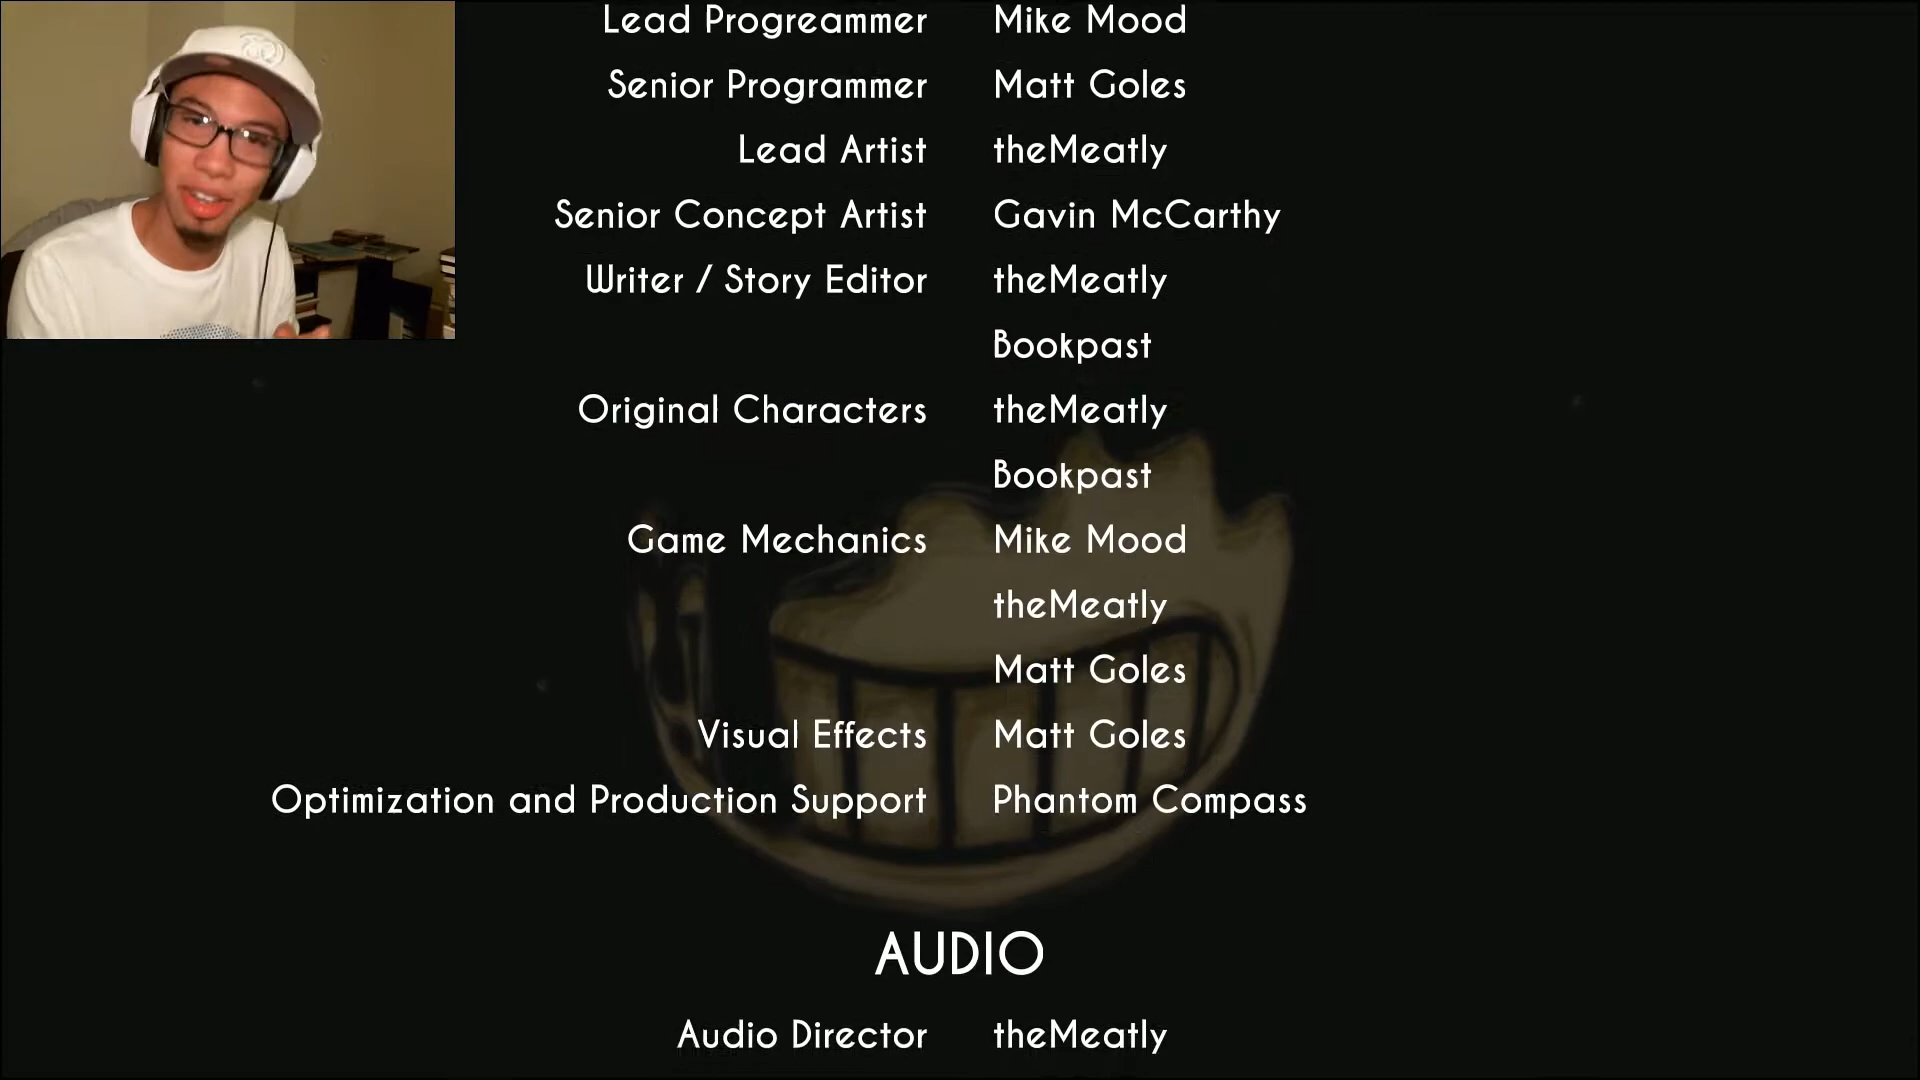 Lead Progreammer Mike Mood
Senior Programmer Matt Goles
Lead Artist theMeatly
Senior Concept Artist Gavin McCarthy
Writer / Story Editor theMeatly
Bookpast
Original Characters theMeatly
Bookpast
Game Mechanics Mike Mood
theMeatly
Matt Goles
Visual Effects Matt Goles
Optimization and Production Support Phantom Compass
AUDIO
Audio Director theMeatly